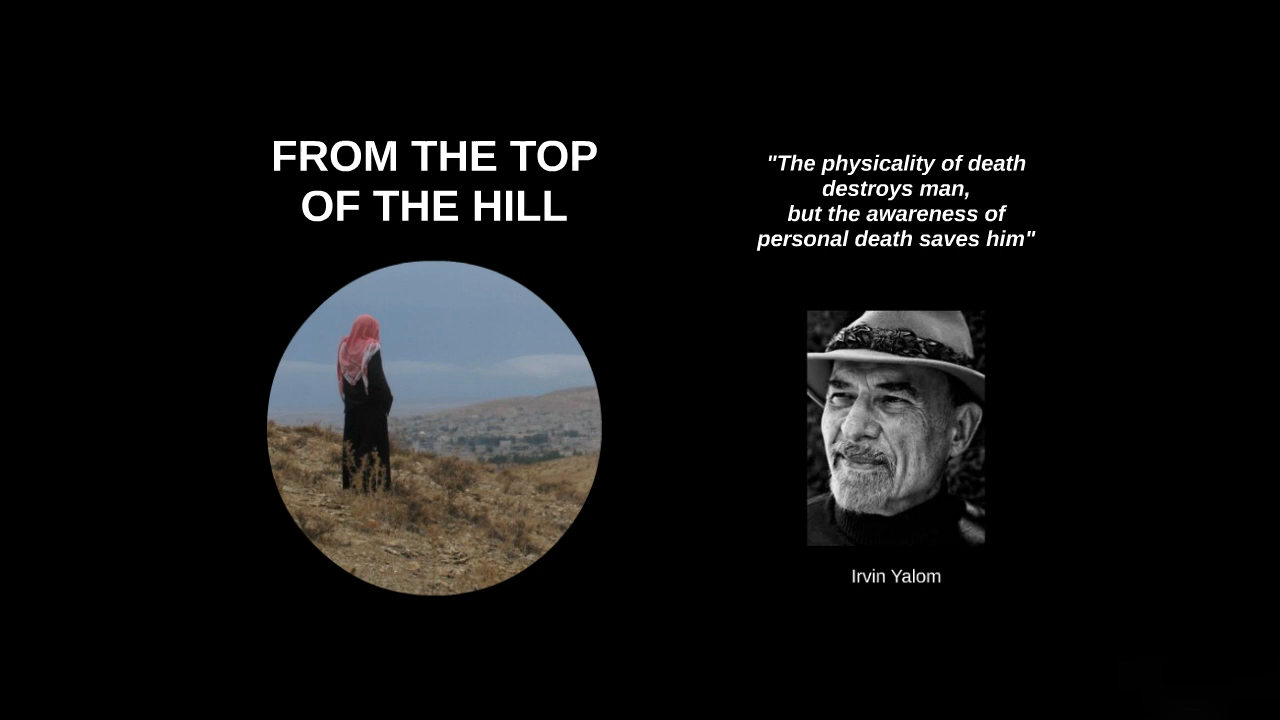 FROM THE TOP
OF THE HILL
"The physicality of death
destroys man,
but the awareness of
personal death saves him"
Irvin Yalom